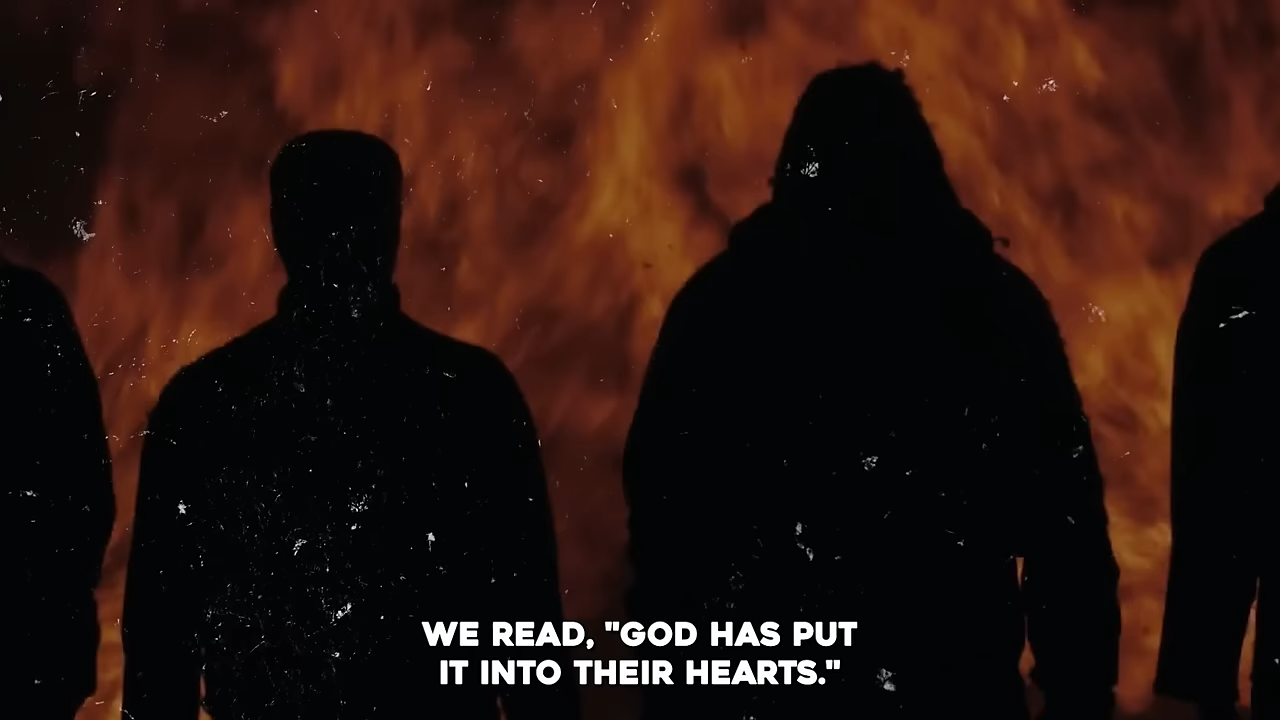 WE READ, "GOD HAS PUT
IT INTO THEIR HEARTS."